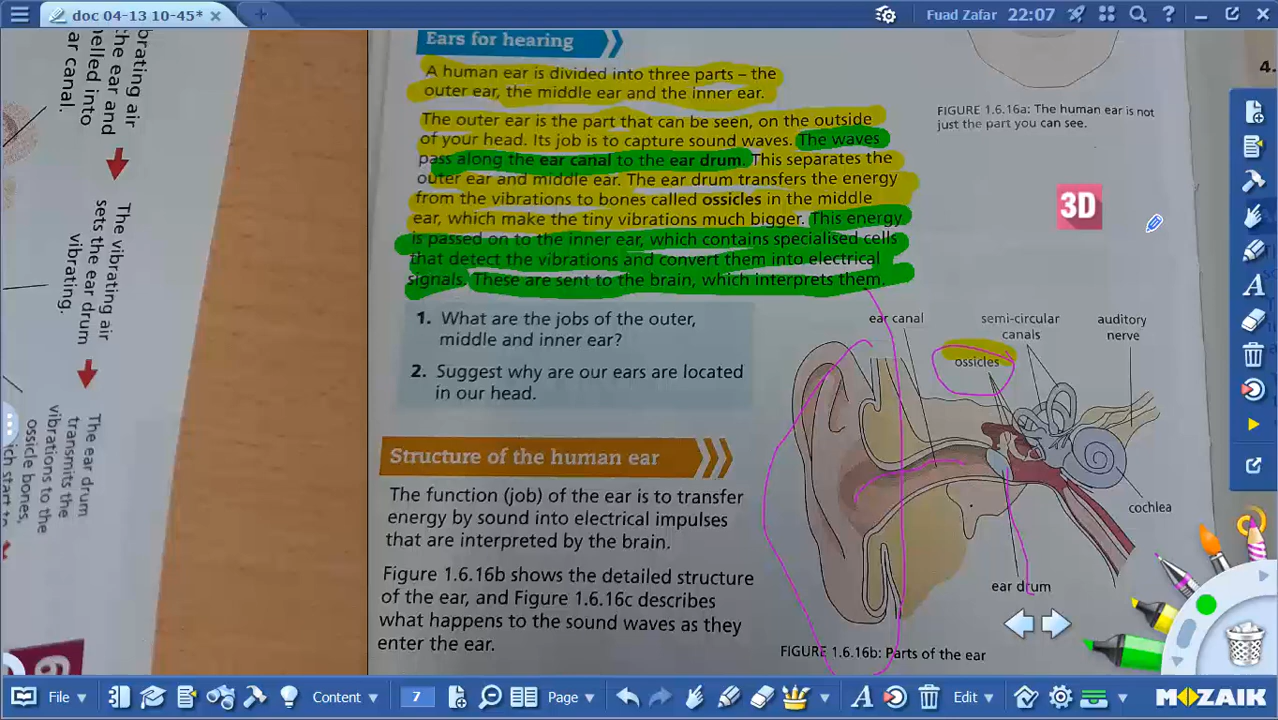 doc 04-13 10-45*
Fuad Zafar
22:07
brating air
the ear and
nelled into
ar canal.
The vibrating air
sets the ear drum
vibrating.
The ear drum
transmits the
vibrations to the
ossicle bones,
Ears for hearing
A human ear is divided into three parts – the
outer ear, the middle ear and the inner ear.
The outer ear is the part that can be seen, on the outside
of your head. Its job is to capture sound waves. The waves
pass along the ear canal to the ear drum. This separates the
outer ear and middle ear. The ear drum transfers the energy
from the vibrations to bones called ossicles in the middle
ear, which make the tiny vibrations much bigger. This energy
is passed on to the inner ear, which contains specialised cells
that detect the vibrations and convert them into electrical
signals. These are sent to the brain, which interprets them.
1. What are the jobs of the outer,
middle and inner ear?
2. Suggest why are our ears are located
in our head.
Structure of the human ear
The function (job) of the ear is to transfer
energy by sound into electrical impulses
that are interpreted by the brain.
Figure 1.6.16b shows the detailed structure
of the ear, and Figure 1.6.16c describes
what happens to the sound waves as they
enter the ear.
FIGURE 1.6.16a: The human ear is not
just the part you can see.
4.
3D
ear canal
semi-circular
canals
auditory
nerve
ossicles
cochlea
ear drum
FIGURE 1.6.16b: Parts of the ear
File
Content
7
Page
Edit
MOZAIK